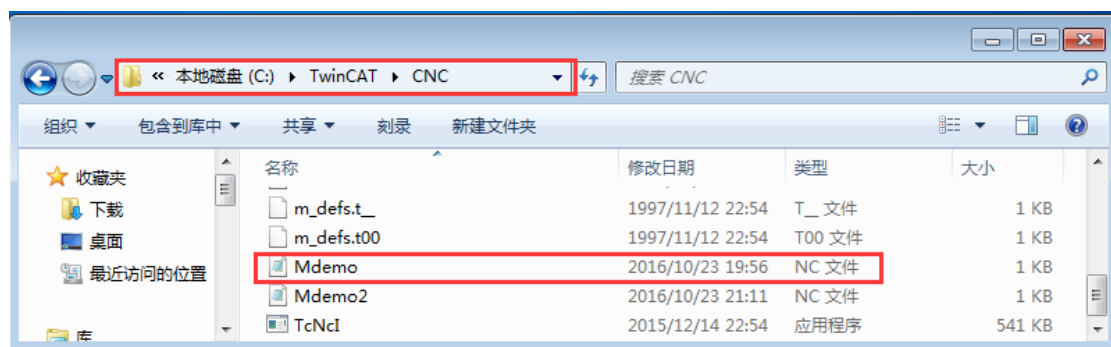 « 本地磁盘 (C:) ▸ TwinCAT ▸ CNC
搜索 CNC
组织 包含到库中 共享 刻录 新建文件夹
收藏夹
下载
桌面
最近访问的位置
库
名称 修改日期 类型 大小
m_defs.t__ 1997/11/12 22:54 T__ 文件 1 KB
m_defs.t00 1997/11/12 22:54 T00 文件 1 KB
Mdemo 2016/10/23 19:56 NC 文件 1 KB
Mdemo2 2016/10/23 21:11 NC 文件 1 KB
TcNcI 2015/12/14 22:54 应用程序 541 KB